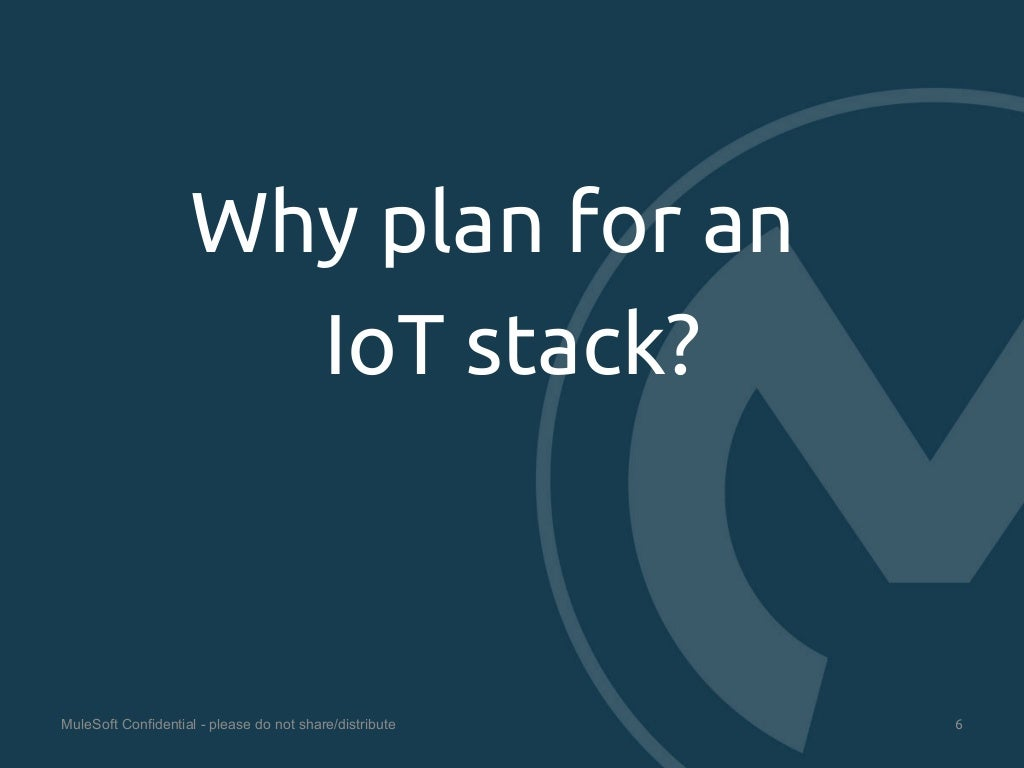 Why plan for an
IoT stack?
MuleSoft Confidential - please do not share/distribute
6